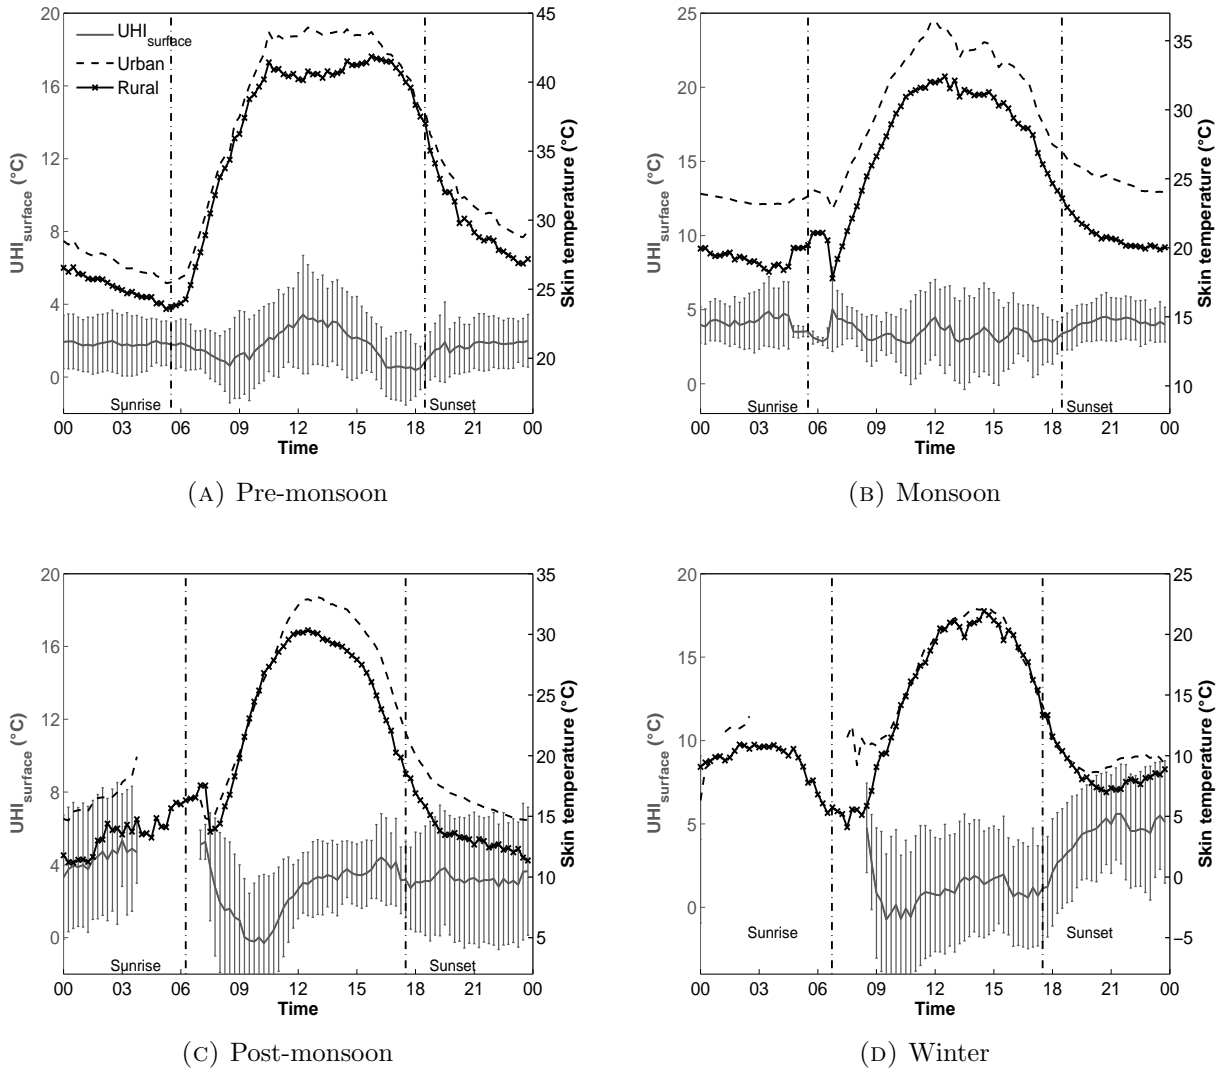 20
16
12
8
4
0
UHIsurface (°C)
UHIsurface
Urban
Rural
45
40
35
30
25
20
Skin temperature (°C)
Sunrise
Sunset
00 03 06 09 12 15 18 21 00
Time
(A) Pre-monsoon
25
20
15
10
5
0
UHIsurface (°C)
35
30
25
20
15
10
Skin temperature (°C)
Sunrise
Sunset
00 03 06 09 12 15 18 21 00
Time
(B) Monsoon
20
16
12
8
4
0
UHIsurface (°C)
35
30
25
20
15
10
5
Skin temperature (°C)
Sunrise
Sunset
00 03 06 09 12 15 18 21 00
Time
(C) Post-monsoon
20
15
10
5
0
UHIsurface (°C)
25
20
15
10
5
0
−5
Skin temperature (°C)
Sunrise
Sunset
00 03 06 09 12 15 18 21 00
Time
(D) Winter